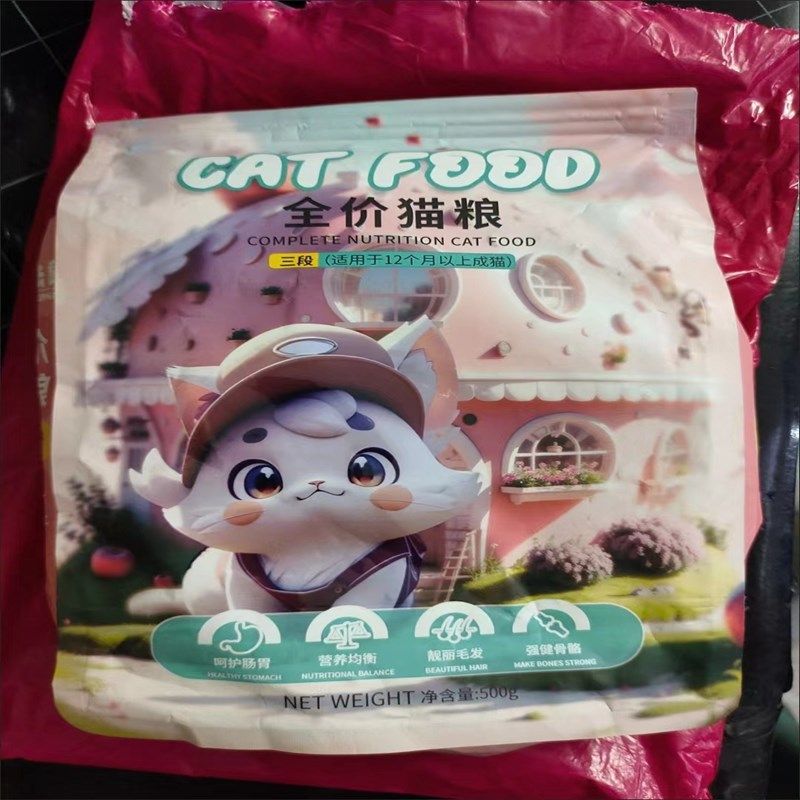 CAT FOOD
全价猫粮
COMPLETE NUTRITION CAT FOOD
三段 (适用于12个月以上成猫)
呵护肠胃 营养均衡 靓丽毛发 强健骨骼
HEALTHY STOMACH NUTRITIONAL BALANCE BEAUTIFUL HAIR MAKE BONES STRONG
NET WEIGHT 净含量:500g